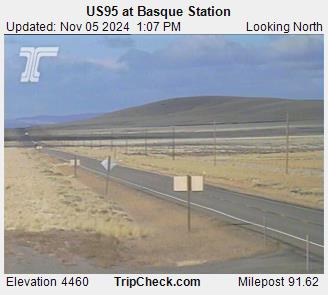 US95 at Basque Station
Updated: Nov 05 2024 1:07 PM Looking North
Elevation 4460 TripCheck.com Milepost 91.62